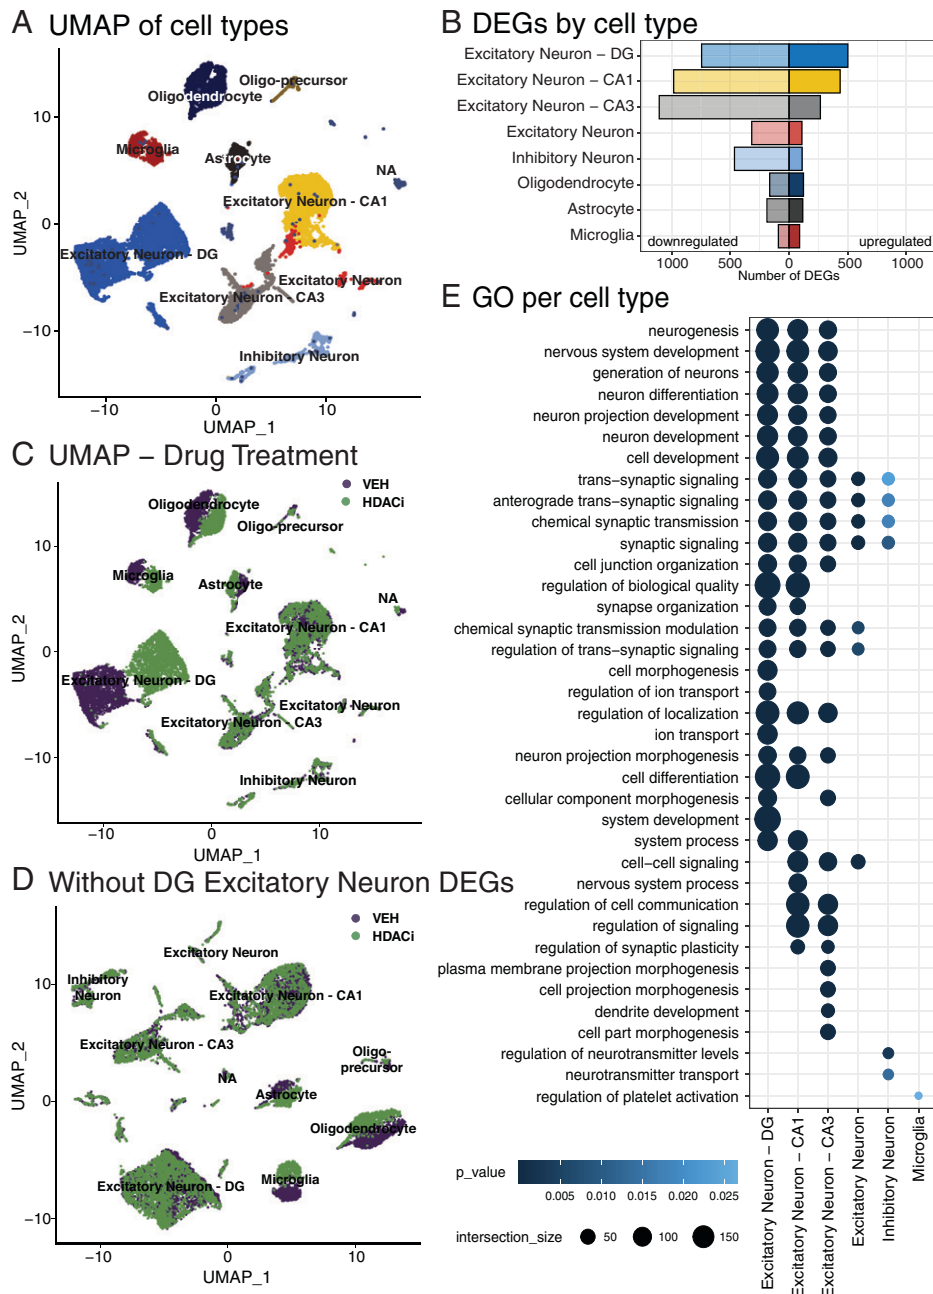 A UMAP of cell types
Oligo-precursor
Oligodendrocyte
Microglia
Astrocyte
NA
Excitatory Neuron - CA1
Excitatory Neuron - DG
Excitatory Neuron
Excitatory Neuron - CA3
Inhibitory Neuron
10
0
−10
UMAP_2
−10 0 10
UMAP_1
B DEGs by cell type
Excitatory Neuron − DG
Excitatory Neuron − CA1
Excitatory Neuron − CA3
Excitatory Neuron
Inhibitory Neuron
Oligodendrocyte
Astrocyte
Microglia
downregulated upregulated
1000 500 0 500 1000
Number of DEGs
C UMAP − Drug Treatment
VEH
HDACi
Oligodendrocyte
Oligo-precursor
Microglia
Astrocyte
NA
Excitatory Neuron - CA1
Excitatory Neuron - DG
Excitatory Neuron
Excitatory Neuron - CA3
Inhibitory Neuron
10
0
−10
UMAP_2
−10 0 10
UMAP_1
D Without DG Excitatory Neuron DEGs
VEH
HDACi
Excitatory Neuron
Inhibitory
Neuron
Excitatory Neuron - CA1
Excitatory Neuron - CA3
Oligo-
precursor
NA
Astrocyte
Oligodendrocyte
Microglia
Excitatory Neuron - DG
10
0
−10
UMAP_2
−10 0 10
UMAP_1
E GO per cell type
neurogenesis
nervous system development
generation of neurons
neuron differentiation
neuron projection development
neuron development
cell development
trans−synaptic signaling
anterograde trans−synaptic signaling
chemical synaptic transmission
synaptic signaling
cell junction organization
regulation of biological quality
synapse organization
chemical synaptic transmission modulation
regulation of trans−synaptic signaling
cell morphogenesis
regulation of ion transport
regulation of localization
ion transport
neuron projection morphogenesis
cell differentiation
cellular component morphogenesis
system development
system process
cell−cell signaling
nervous system process
regulation of cell communication
regulation of signaling
regulation of synaptic plasticity
plasma membrane projection morphogenesis
cell projection morphogenesis
dendrite development
cell part morphogenesis
regulation of neurotransmitter levels
neurotransmitter transport
regulation of platelet activation
Excitatory Neuron − DG
Excitatory Neuron − CA1
Excitatory Neuron − CA3
Excitatory Neuron
Inhibitory Neuron
Microglia
p_value
0.005 0.010 0.015 0.020 0.025
intersection_size 50 100 150